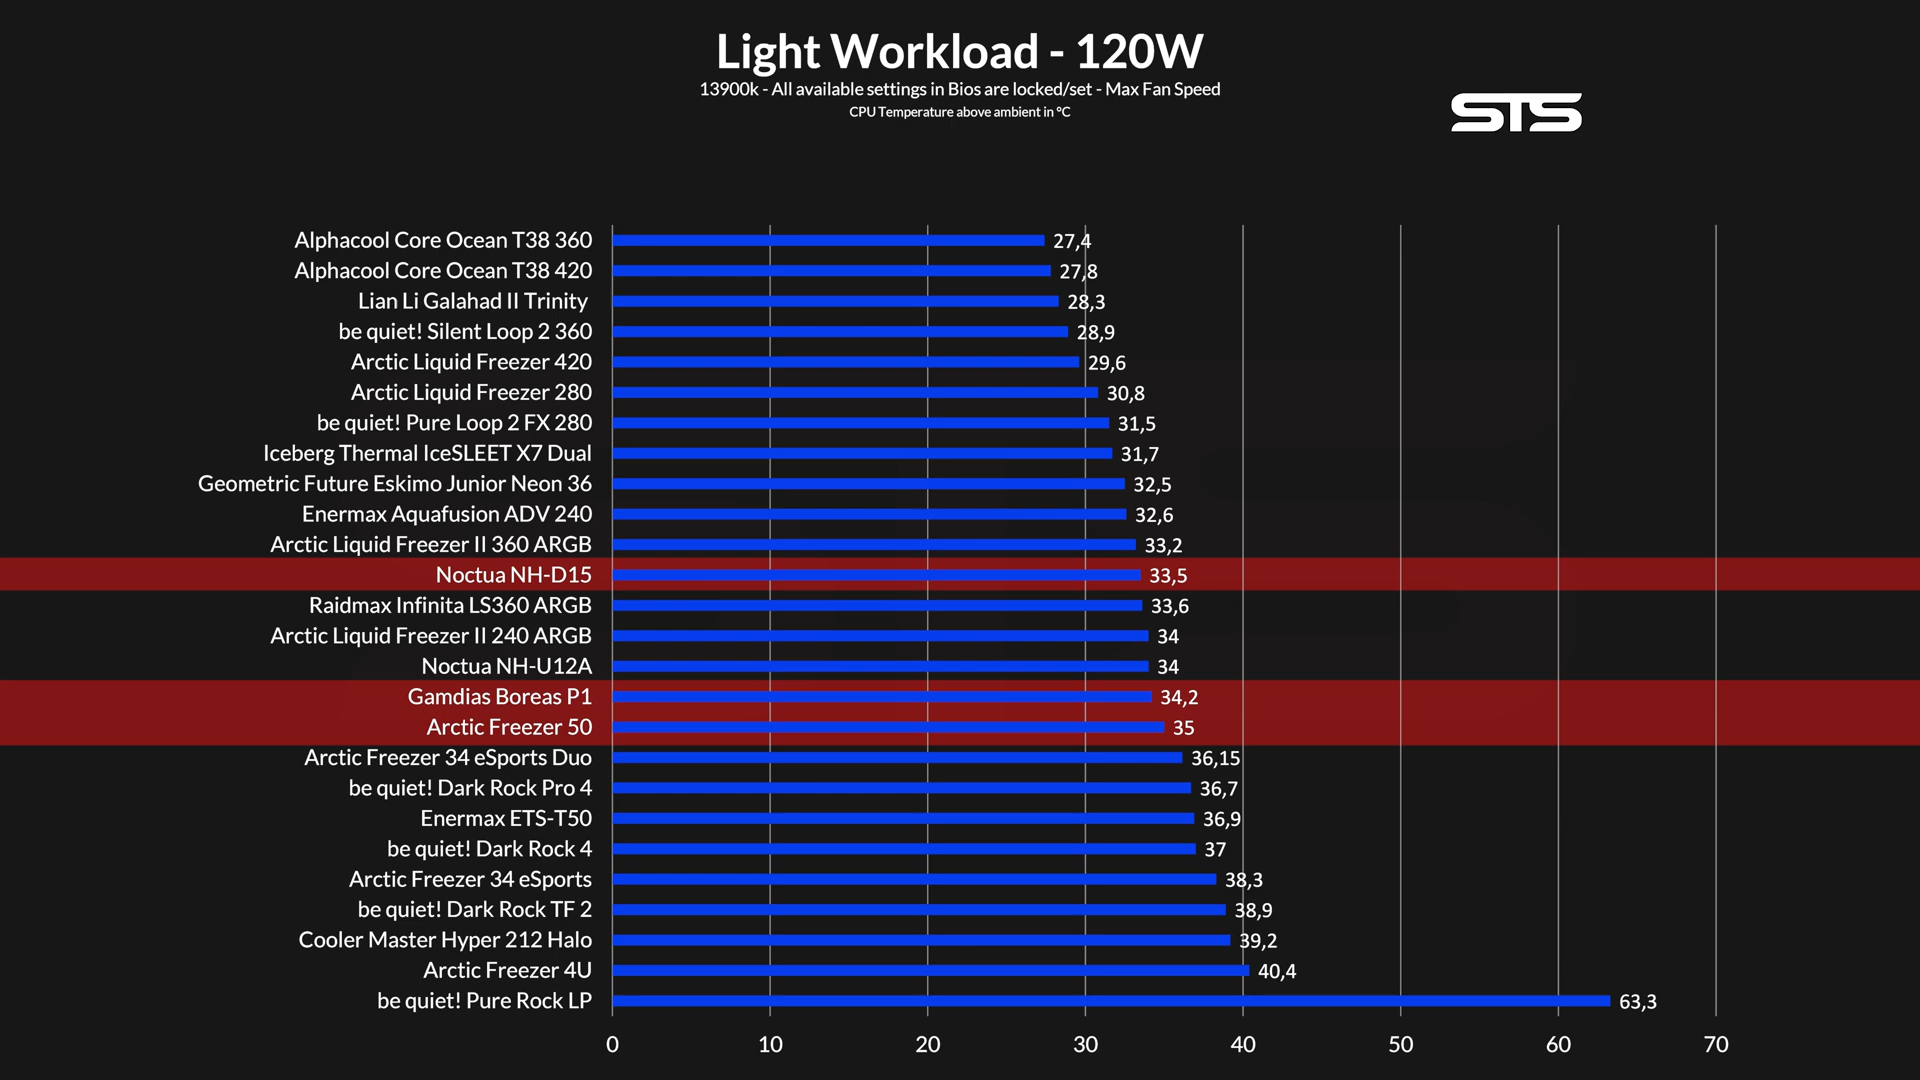 Light Workload - 120W
13900k - All available settings in Bios are locked/set - Max Fan Speed
CPU Temperature above ambient in °C
STS
Alphacool Core Ocean T38 360 27,4
Alphacool Core Ocean T38 420 27,8
Lian Li Galahad II Trinity 28,3
be quiet! Silent Loop 2 360 28,9
Arctic Liquid Freezer 420 29,6
Arctic Liquid Freezer 280 30,8
be quiet! Pure Loop 2 FX 280 31,5
Iceberg Thermal IceSLEET X7 Dual 31,7
Geometric Future Eskimo Junior Neon 36 32,5
Enermax Aquafusion ADV 240 32,6
Arctic Liquid Freezer II 360 ARGB 33,2
Noctua NH-D15 33,5
Raidmax Infinita LS360 ARGB 33,6
Arctic Liquid Freezer II 240 ARGB 34
Noctua NH-U12A 34
Gamdias Boreas P1 34,2
Arctic Freezer 50 35
Arctic Freezer 34 eSports Duo 36,15
be quiet! Dark Rock Pro 4 36,7
Enermax ETS-T50 36,9
be quiet! Dark Rock 4 37
Arctic Freezer 34 eSports 38,3
be quiet! Dark Rock TF 2 38,9
Cooler Master Hyper 212 Halo 39,2
Arctic Freezer 4U 40,4
be quiet! Pure Rock LP 63,3
0 10 20 30 40 50 60 70